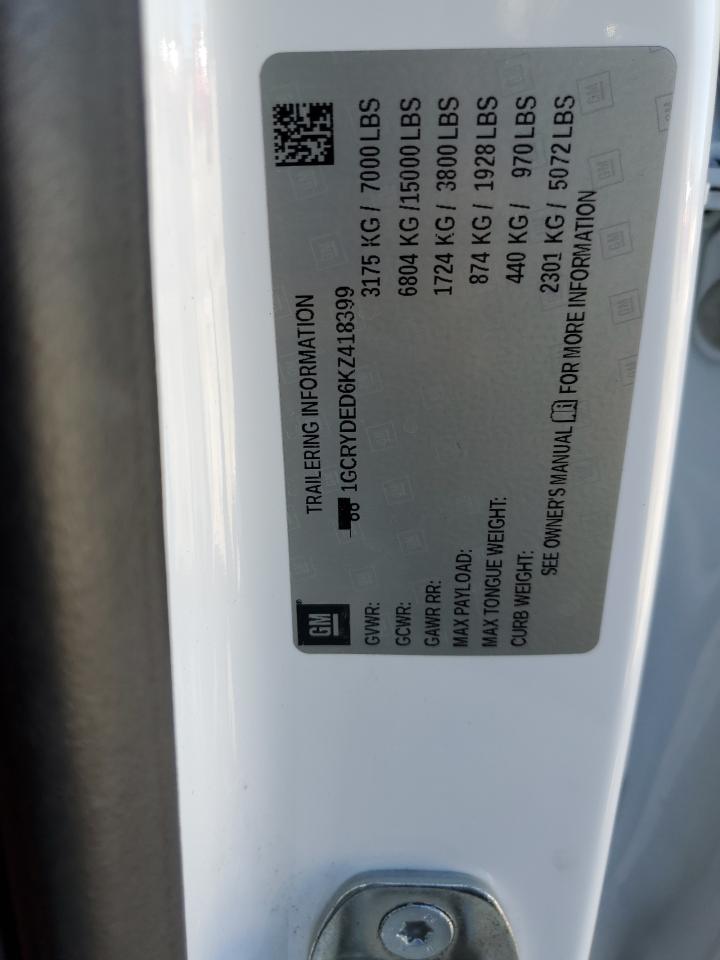 TRAILERING INFORMATION
1GCRYDED6KZ418399
GM
GVWR: 3175 KG / 7000 LBS
GCWR: 6804 KG /15000 LBS
GAWR RR: 1724 KG / 3800 LBS
MAX PAYLOAD: 874 KG / 1928 LBS
MAX TONGUE WEIGHT: 440 KG / 970 LBS
CURB WEIGHT: 2301 KG / 5072 LBS
SEE OWNER'S MANUAL FOR MORE INFORMATION